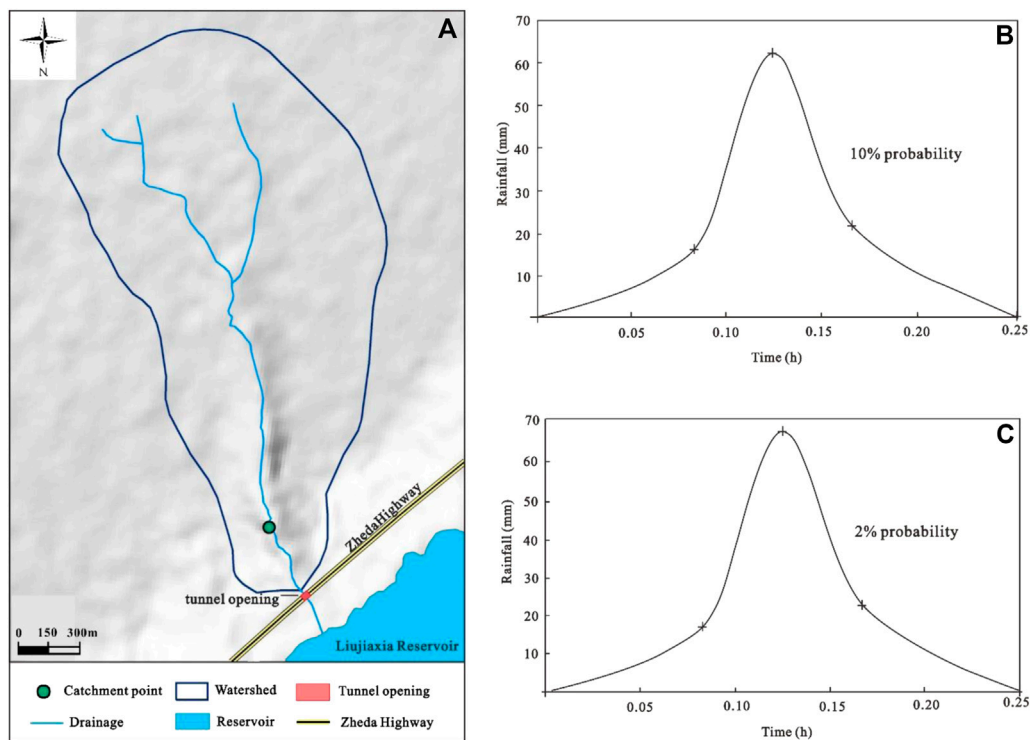 A
N
ZhedaHighway
tunnel opening
0 150 300m
Liujiaxia Reservoir
Catchment point
Watershed
Tunnel opening
Drainage
Reservoir
Zheda Highway
B
70
60
50
40
30
20
10
Rainfall (mm)
10% probability
0.05 0.10 0.15 0.20 0.25
Time (h)
C
70
60
50
40
30
20
10
Rainfall (mm)
2% probability
0.05 0.10 0.15 0.20 0.25
Time (h)